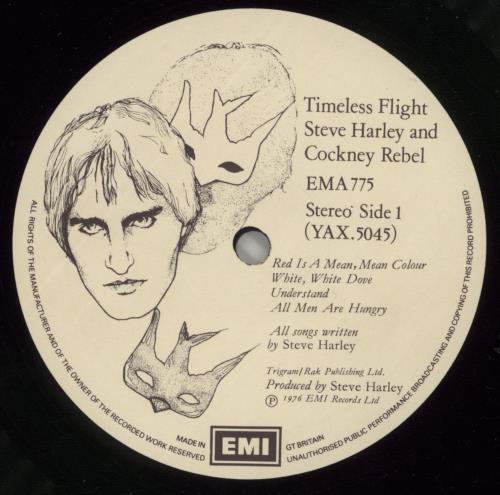 Timeless Flight
Steve Harley and
Cockney Rebel
EMA 775
Stereo Side 1
(YAX.5045)
Red Is A Mean, Mean Colour
White, White Dove
Understand
All Men Are Hungry
All songs written
by Steve Harley
Trigram/Rak Publishing Ltd.
Produced by Steve Harley
Ⓟ 1976 EMI Records Ltd
ALL RIGHTS OF THE MANUFACTURER AND OF THE OWNER OF THE RECORDED WORK RESERVED
MADE IN
EMI
GT BRITAIN
UNAUTHORISED PUBLIC PERFORMANCE BROADCASTING AND COPYING OF THIS RECORD PROHIBITED